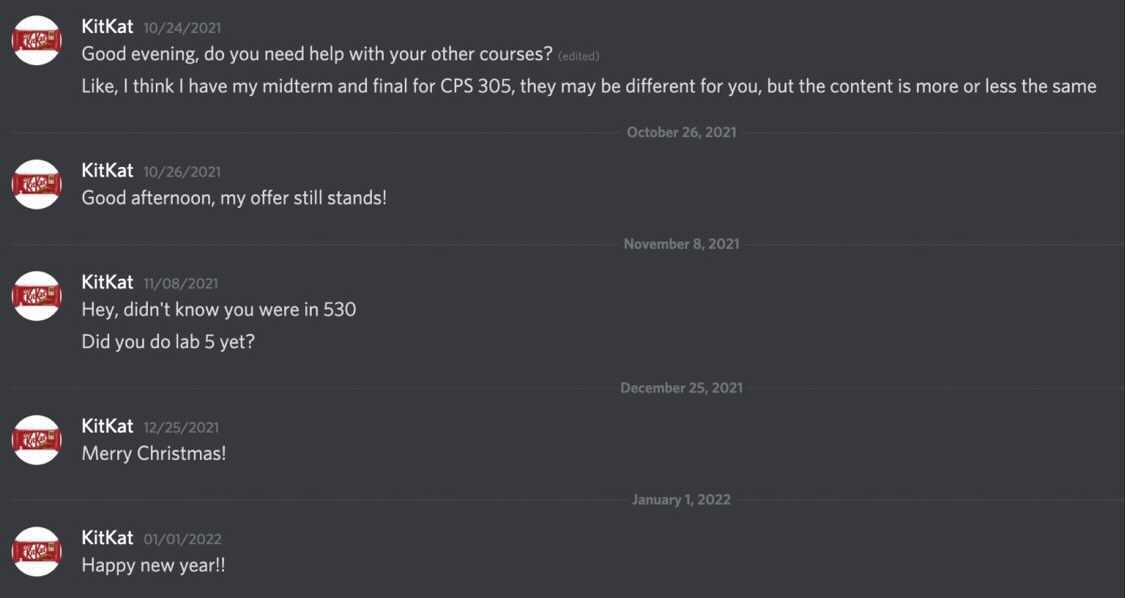 KitKat 10/24/2021
Good evening, do you need help with your other courses? (edited)
Like, I think I have my midterm and final for CPS 305, they may be different for you, but the content is more or less the same
October 26, 2021
KitKat 10/26/2021
Good afternoon, my offer still stands!
November 8, 2021
KitKat 11/08/2021
Hey, didn't know you were in 530
Did you do lab 5 yet?
December 25, 2021
KitKat 12/25/2021
Merry Christmas!
January 1, 2022
KitKat 01/01/2022
Happy new year!!